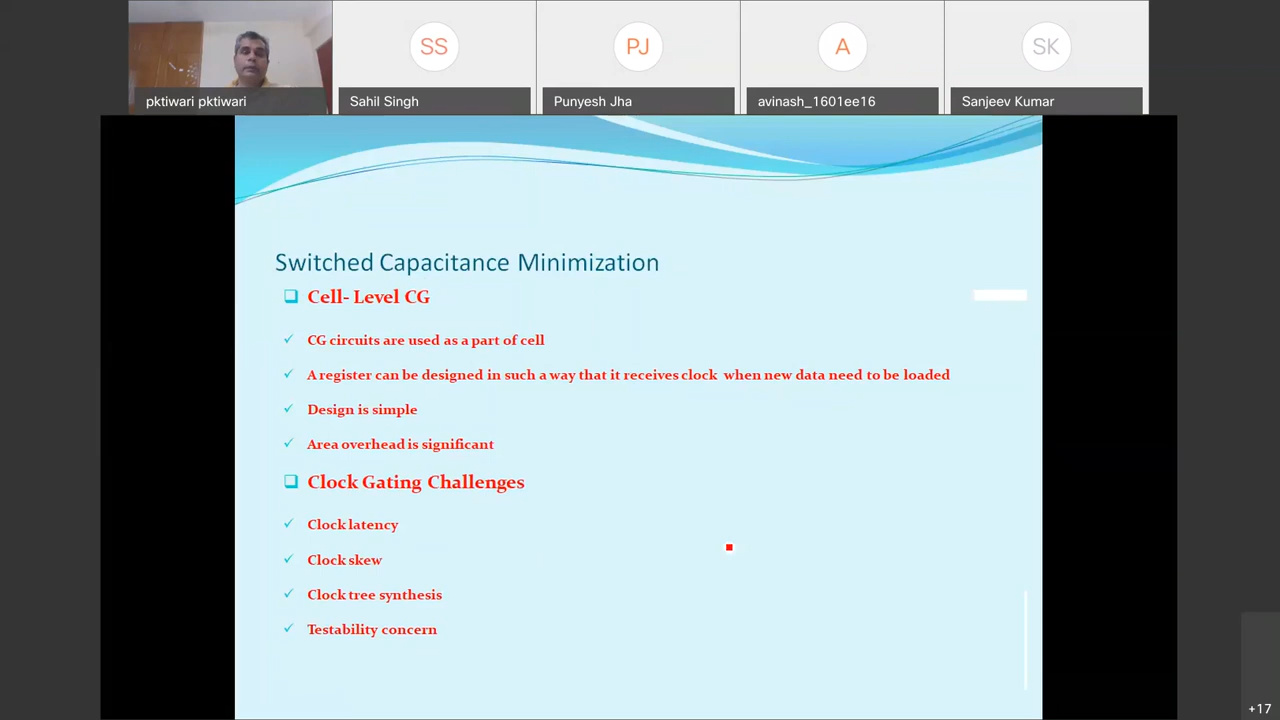 SS
PJ
A
SK
pktiwari pktiwari
Sahil Singh
Punyesh Jha
avinash_1601ee16
Sanjeev Kumar
Switched Capacitance Minimization
Cell- Level CG
CG circuits are used as a part of cell
A register can be designed in such a way that it receives clock when new data need to be loaded
Design is simple
Area overhead is significant
Clock Gating Challenges
Clock latency
Clock skew
Clock tree synthesis
Testability concern
+17